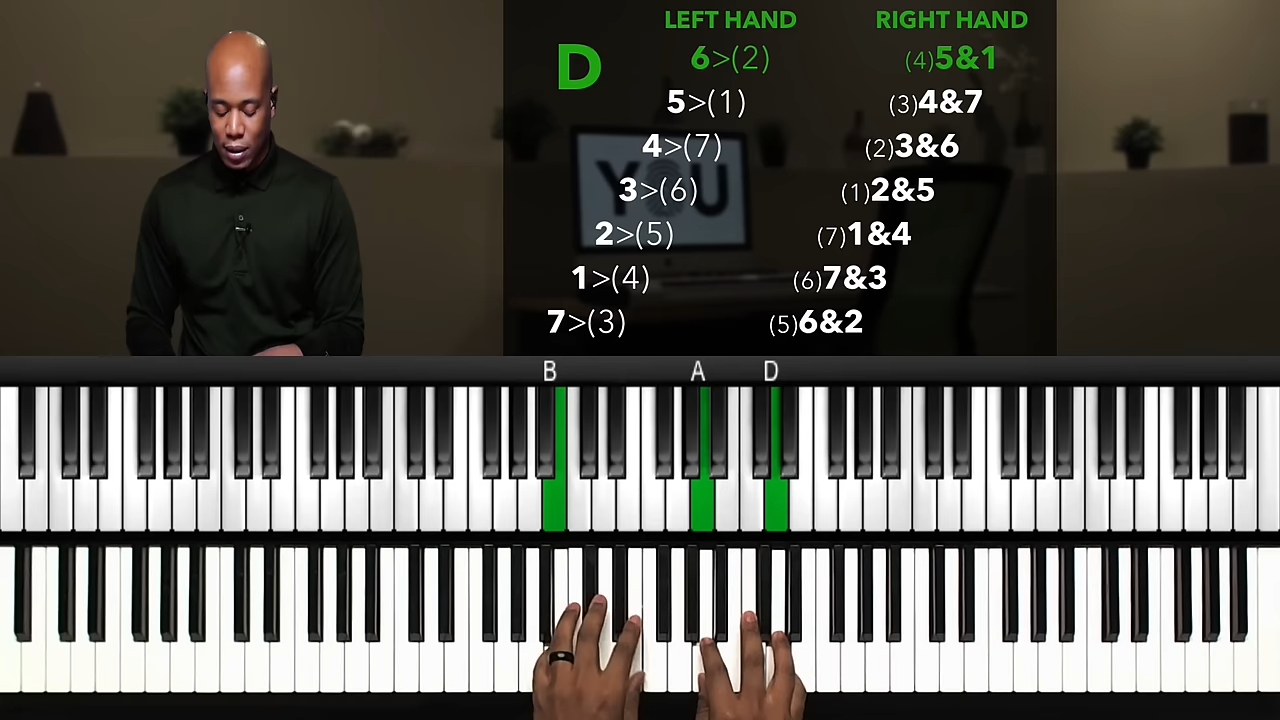 LEFT HAND RIGHT HAND
D
6>(2) (4)5&1
5>(1) (3)4&7
4>(7) (2)3&6
3>(6) (1)2&5
2>(5) (7)1&4
1>(4) (6)7&3
7>(3) (5)6&2
YOU
B A D